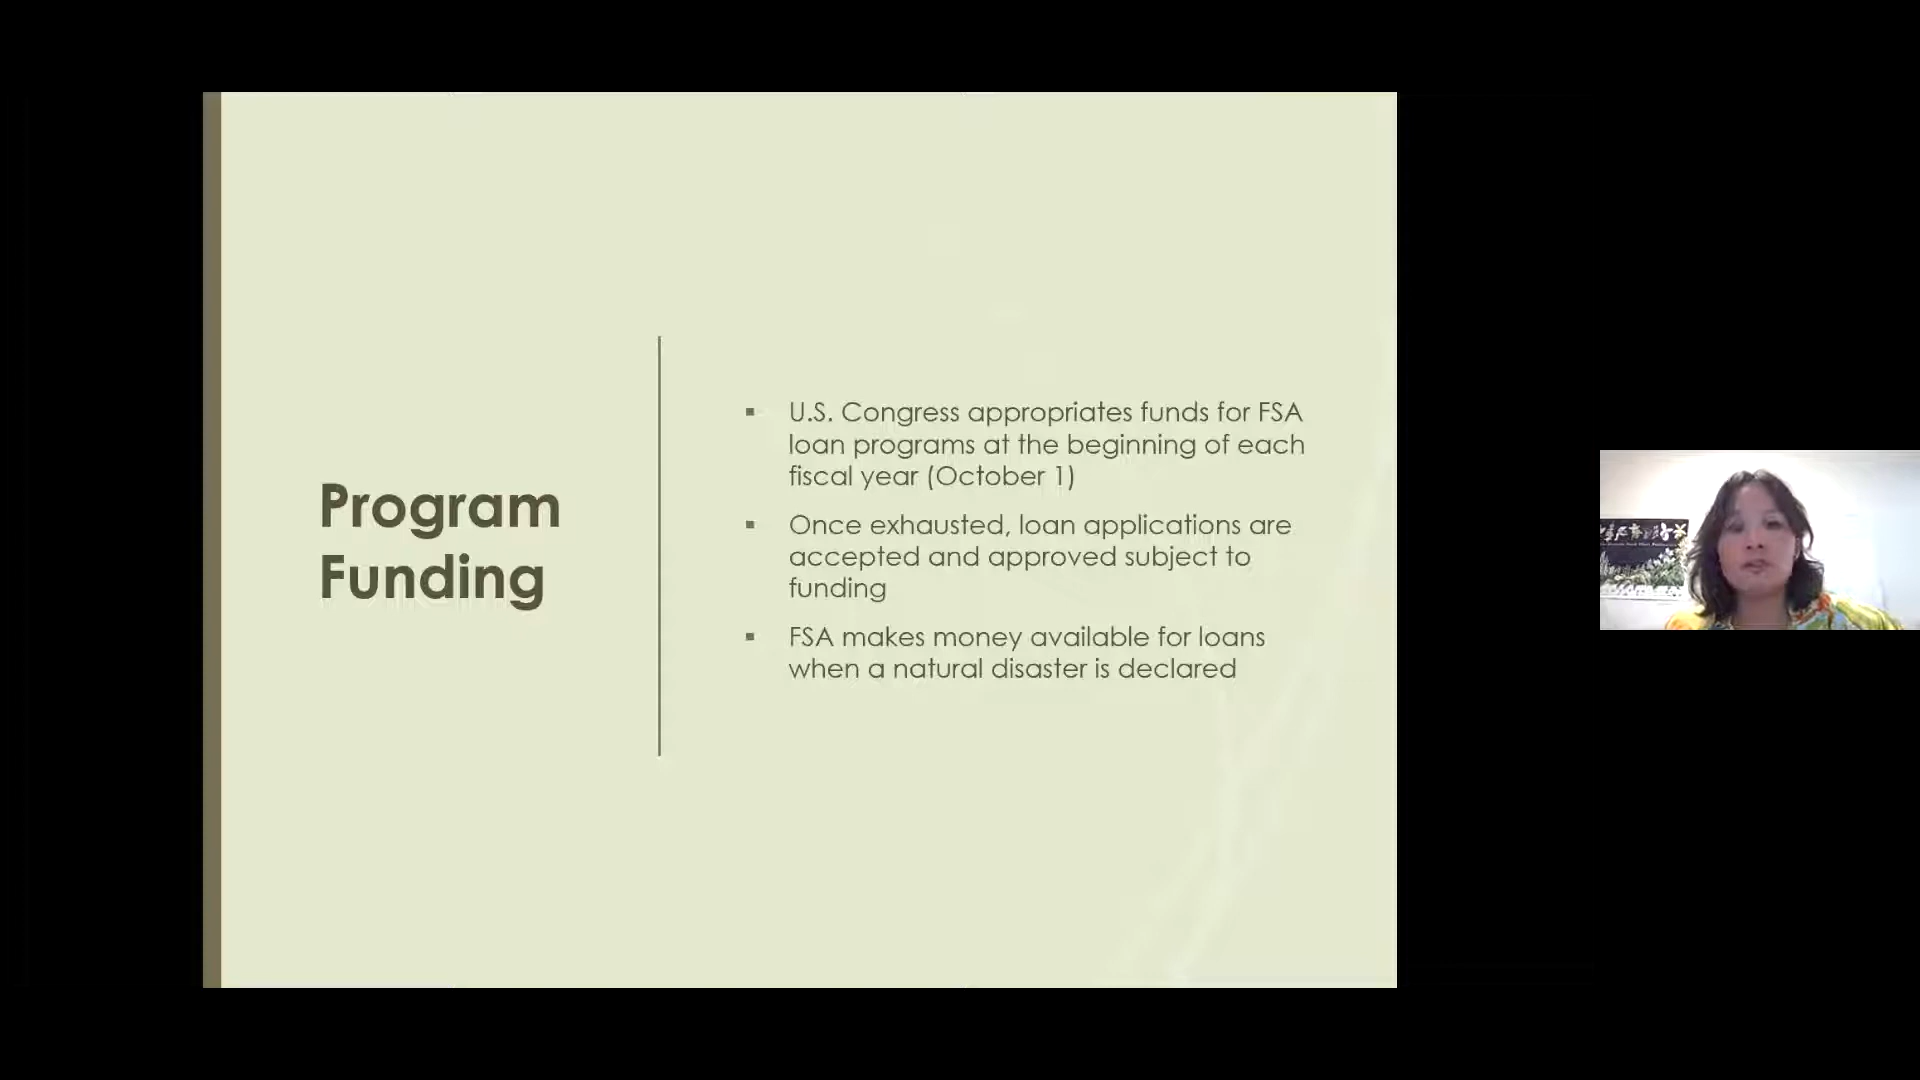 Program
Funding
▪ U.S. Congress appropriates funds for FSA
loan programs at the beginning of each
fiscal year (October 1)
▪ Once exhausted, loan applications are
accepted and approved subject to
funding
▪ FSA makes money available for loans
when a natural disaster is declared